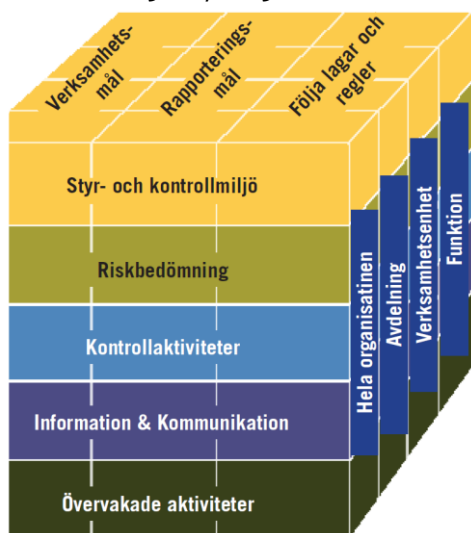 Verksamhets-
mål
Rapporterings-
mål
Följa lagar och
regler
Styr- och kontrollmiljö
Riskbedömning
Kontrollaktiviteter
Information & Kommunikation
Övervakade aktiviteter
Hela organisatinen
Avdelning
Verksamhetsenhet
Funktion